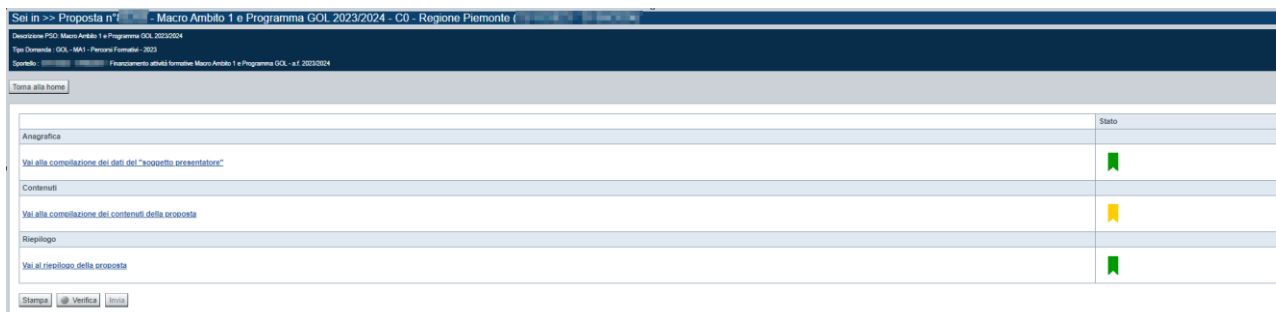 Sei in >> Proposta n° - Macro Ambito 1 e Programma GOL 2023/2024 - C0 - Regione Piemonte (
Descrizione PSO: Macro Ambito 1 e Programma GOL 2023/2024
Tipo Domanda : GOL - MA1 - Percorsi Formativi - 2023
Sportello : Finanziamento attività formative Macro Ambito 1 e Programma GOL - a.f. 2023/2024
Torna alla home
Stato
Anagrafica
Vai alla compilazione dei dati del "soggetto presentatore"
Contenuti
Vai alla compilazione dei contenuti della proposta
Riepilogo
Vai al riepilogo della proposta
Stampa Verifica Invia